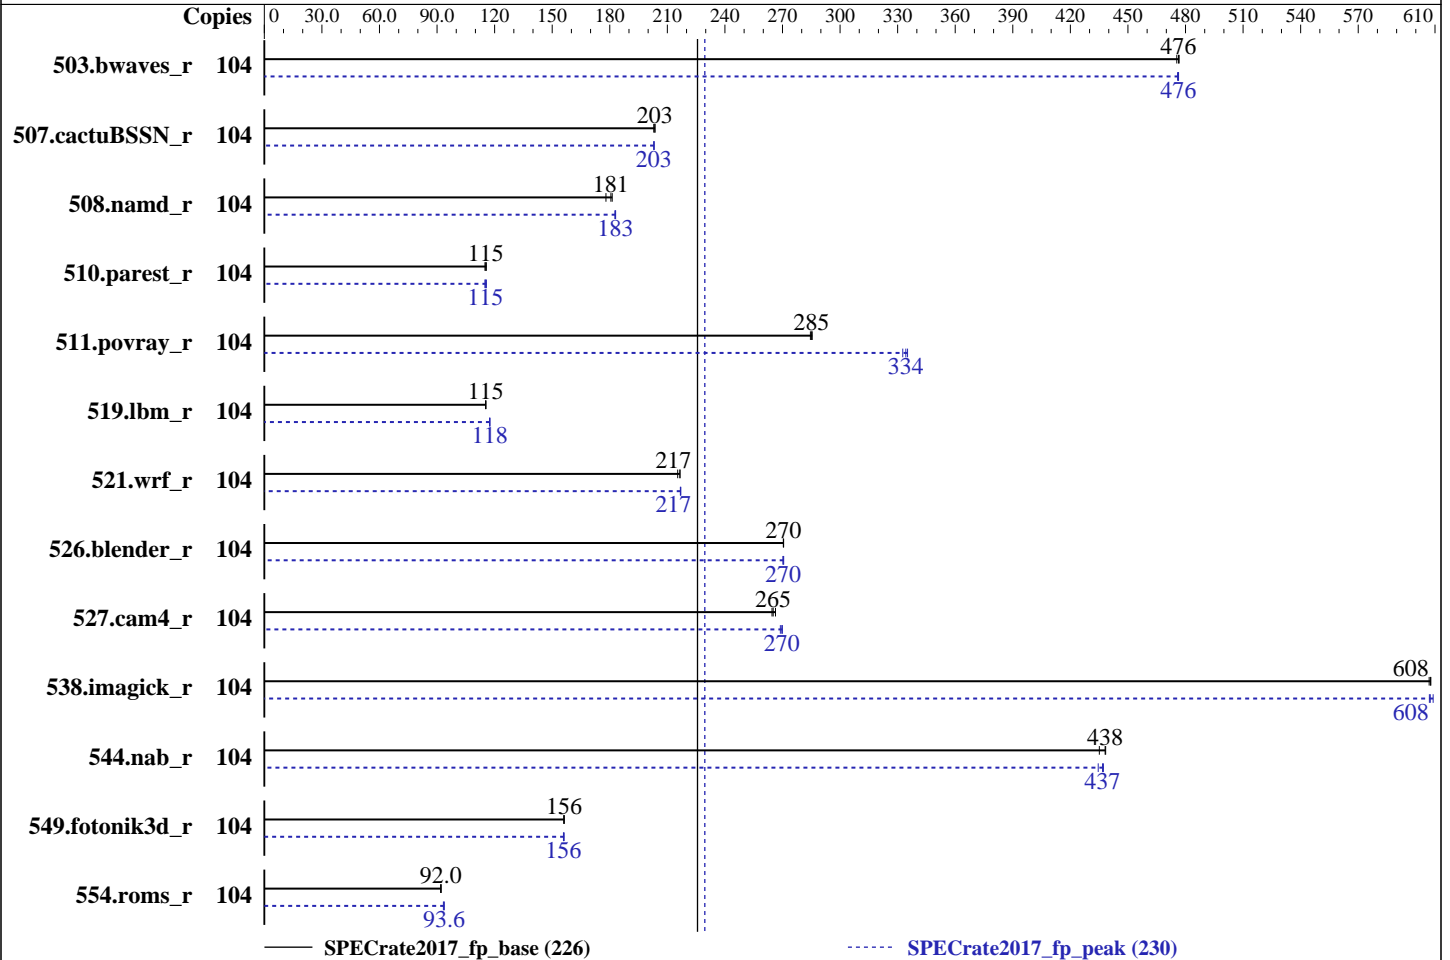 Copies 0 30.0 60.0 90.0 120 150 180 210 240 270 300 330 360 390 420 450 480 510 540 570 610
503.bwaves_r 104 476
476
507.cactuBSSN_r 104 203
203
508.namd_r 104 181
183
510.parest_r 104 115
115
511.povray_r 104 285
334
519.lbm_r 104 115
118
521.wrf_r 104 217
217
526.blender_r 104 270
270
527.cam4_r 104 265
270
538.imagick_r 104 608
608
544.nab_r 104 438
437
549.fotonik3d_r 104 156
156
554.roms_r 104 92.0
93.6
SPECrate2017_fp_base (226) SPECrate2017_fp_peak (230)